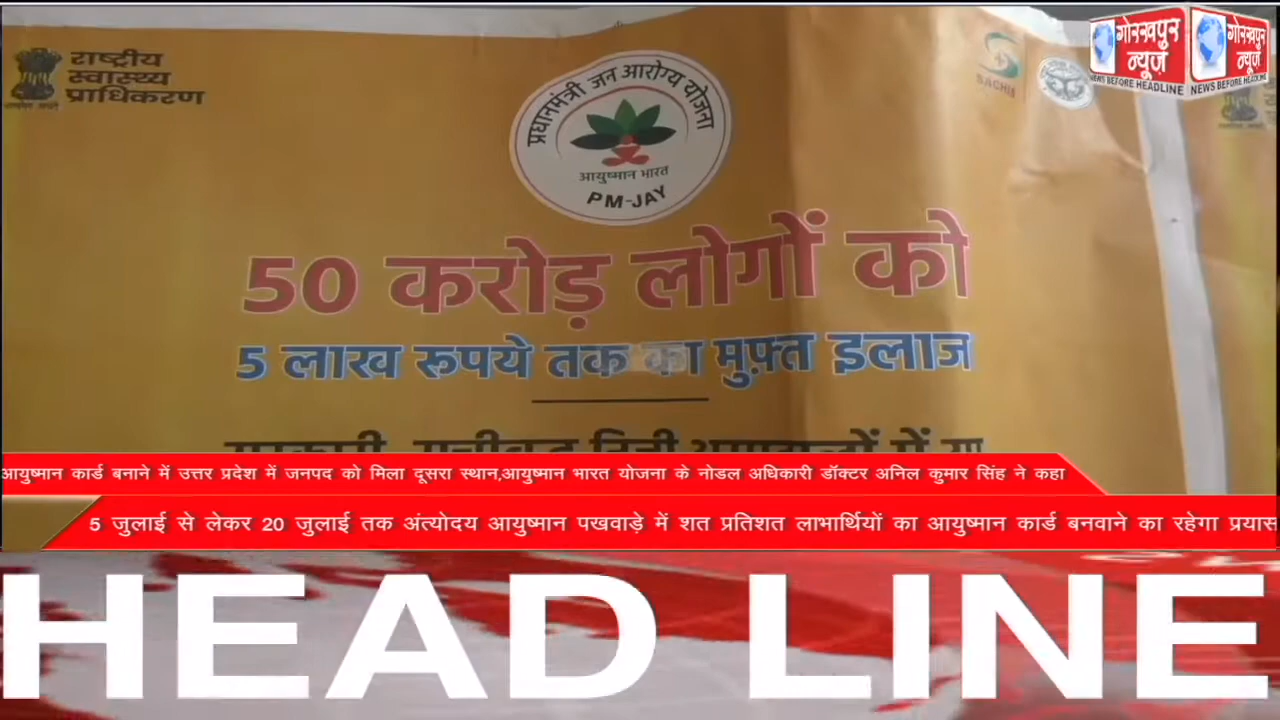 राष्ट्रीय
स्वास्थ्य
प्राधिकरण
प्रधानमंत्री जन आरोग्य योजना
आयुष्मान भारत
PM-JAY
SACHIS
गोरखपुर
न्यूज़
NEWS BEFORE HEADLINE
गोरखपुर
न्यूज़
NEWS BEFORE HEADLINE
50 करोड़ लोगों को
5 लाख रूपये तक का मुफ़्त इलाज
आयुष्मान कार्ड बनाने में उत्तर प्रदेश में जनपद को मिला दूसरा स्थान,आयुष्मान भारत योजना के नोडल अधिकारी डॉक्टर अनिल कुमार सिंह ने कहा
5 जुलाई से लेकर 20 जुलाई तक अंत्योदय आयुष्मान पखवाड़े में शत प्रतिशत लाभार्थियों का आयुष्मान कार्ड बनवाने का रहेगा प्रयास
HEAD LINE